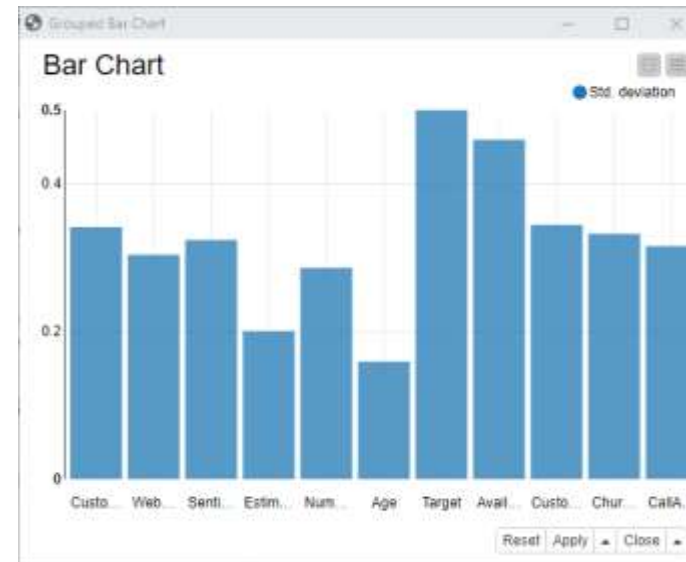 Grouped Bar Chart
Bar Chart
Std. deviation
0.5
0.4
0.2
0
Custo... Web... Senti... Estim... Num... Age Target Avail... Custo... Chur... CallA...
Reset Apply Close